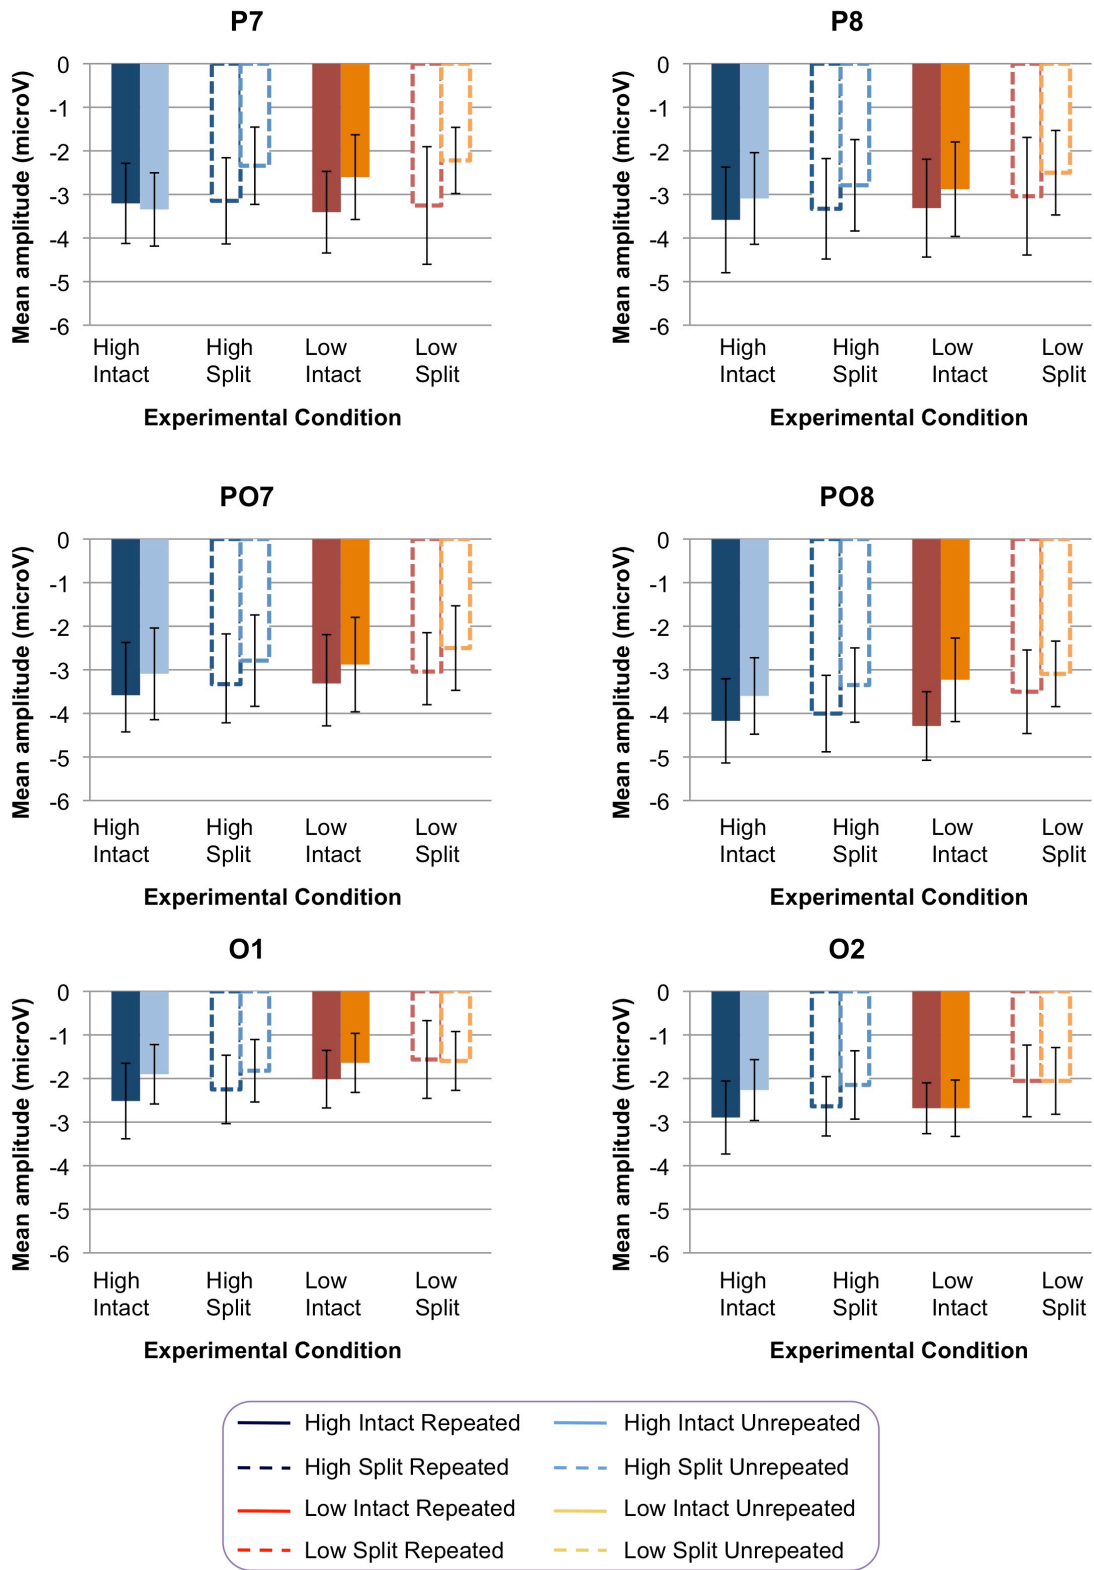 P7
Mean amplitude (microV)
0
-1
-2
-3
-4
-5
-6
High Intact
High Split
Low Intact
Low Split
Experimental Condition
P8
Mean amplitude (microV)
0
-1
-2
-3
-4
-5
-6
High Intact
High Split
Low Intact
Low Split
Experimental Condition
PO7
Mean amplitude (microV)
0
-1
-2
-3
-4
-5
-6
High Intact
High Split
Low Intact
Low Split
Experimental Condition
PO8
Mean amplitude (microV)
0
-1
-2
-3
-4
-5
-6
High Intact
High Split
Low Intact
Low Split
Experimental Condition
O1
Mean amplitude (microV)
0
-1
-2
-3
-4
-5
-6
High Intact
High Split
Low Intact
Low Split
Experimental Condition
O2
Mean amplitude (microV)
0
-1
-2
-3
-4
-5
-6
High Intact
High Split
Low Intact
Low Split
Experimental Condition
High Intact Repeated
High Intact Unrepeated
High Split Repeated
High Split Unrepeated
Low Intact Repeated
Low Intact Unrepeated
Low Split Repeated
Low Split Unrepeated